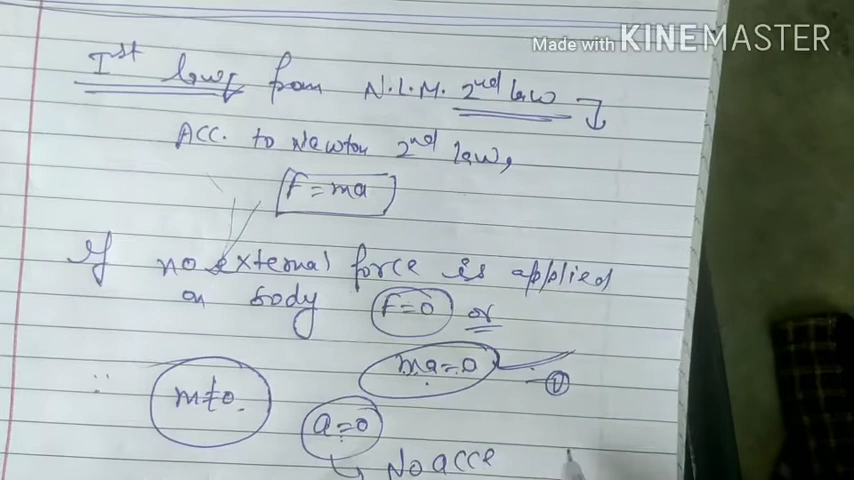 Made with KINEMASTER
Ist law from N.L.M. 2nd law
Acc. to Newton 2nd law,
F=ma
If no external force is applied
on body F=0 or
ma=0 - ①
∵ m≠0.
a=0
No acce